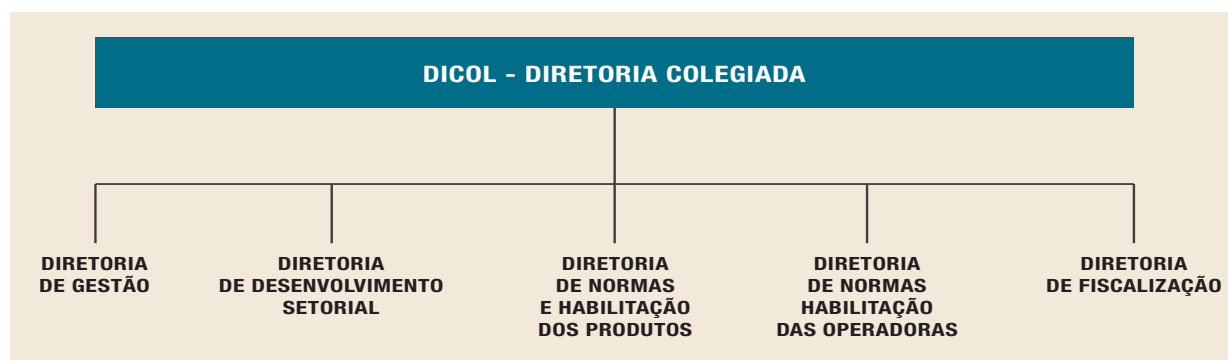 DICOL - DIRETORIA COLEGIADA
DIRETORIA
DE GESTÃO
DIRETORIA
DE DESENVOLVIMENTO
SETORIAL
DIRETORIA
DE NORMAS
E HABILITAÇÃO
DOS PRODUTOS
DIRETORIA
DE NORMAS
HABILITAÇÃO
DAS OPERADORAS
DIRETORIA
DE FISCALIZAÇÃO